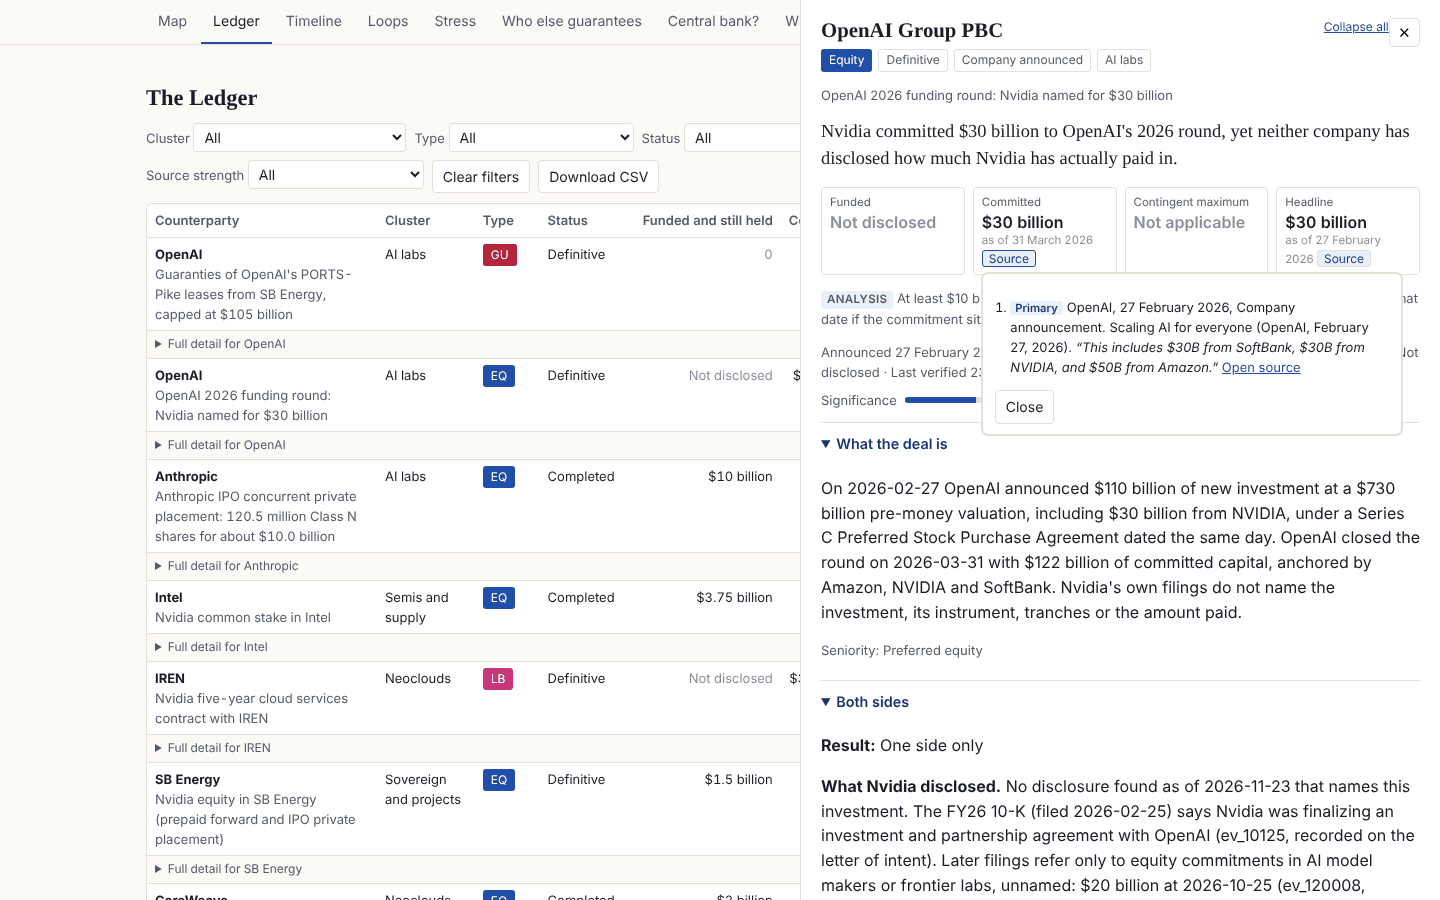 Map Ledger Timeline Loops Stress Who else guarantees Central bank?
The Ledger
Cluster All Type All Status All
Source strength All Clear filters Download CSV
Counterparty Cluster Type Status Funded and still held
OpenAI AI labs GU Definitive 0
Guaranties of OpenAI's PORTS-
Pike leases from SB Energy,
capped at $105 billion
Full detail for OpenAI
OpenAI AI labs EQ Definitive Not disclosed $
OpenAI 2026 funding round:
Nvidia named for $30 billion
Full detail for OpenAI
Anthropic AI labs EQ Completed $10 billion
Anthropic IPO concurrent private
placement: 120.5 million Class N
shares for about $10.0 billion
Full detail for Anthropic
Intel Semis and EQ Completed $3.75 billion
Nvidia common stake in Intel supply
Full detail for Intel
IREN Neoclouds LB Definitive Not disclosed
Nvidia five-year cloud services
contract with IREN
Full detail for IREN
SB Energy Sovereign EQ Definitive $1.5 billion
Nvidia equity in SB Energy and projects
(prepaid forward and IPO private
placement)
Full detail for SB Energy
OpenAI Group PBC Collapse all ×
Equity Definitive Company announced AI labs
OpenAI 2026 funding round: Nvidia named for $30 billion
Nvidia committed $30 billion to OpenAI's 2026 round, yet neither company has
disclosed how much Nvidia has actually paid in.
Funded Committed Contingent maximum Headline
Not disclosed $30 billion Not applicable $30 billion
as of 31 March 2026 as of 27 February
Source 2026 Source
ANALYSIS At least $10 b
date if the commitment sit
Announced 27 February 2 Not
disclosed · Last verified 2
Significance
1. Primary OpenAI, 27 February 2026, Company
announcement. Scaling AI for everyone (OpenAI, February
27, 2026). “This includes $30B from SoftBank, $30B from
NVIDIA, and $50B from Amazon.” Open source
Close
What the deal is
On 2026-02-27 OpenAI announced $110 billion of new investment at a $730
billion pre-money valuation, including $30 billion from NVIDIA, under a Series
C Preferred Stock Purchase Agreement dated the same day. OpenAI closed the
round on 2026-03-31 with $122 billion of committed capital, anchored by
Amazon, NVIDIA and SoftBank. Nvidia's own filings do not name the
investment, its instrument, tranches or the amount paid.
Seniority: Preferred equity
Both sides
Result: One side only
What Nvidia disclosed. No disclosure found as of 2026-11-23 that names this
investment. The FY26 10-K (filed 2026-02-25) says Nvidia was finalizing an
investment and partnership agreement with OpenAI (ev_10125, recorded on the
letter of intent). Later filings refer only to equity commitments in AI model
makers or frontier labs, unnamed: $20 billion at 2026-10-25 (ev_120008,